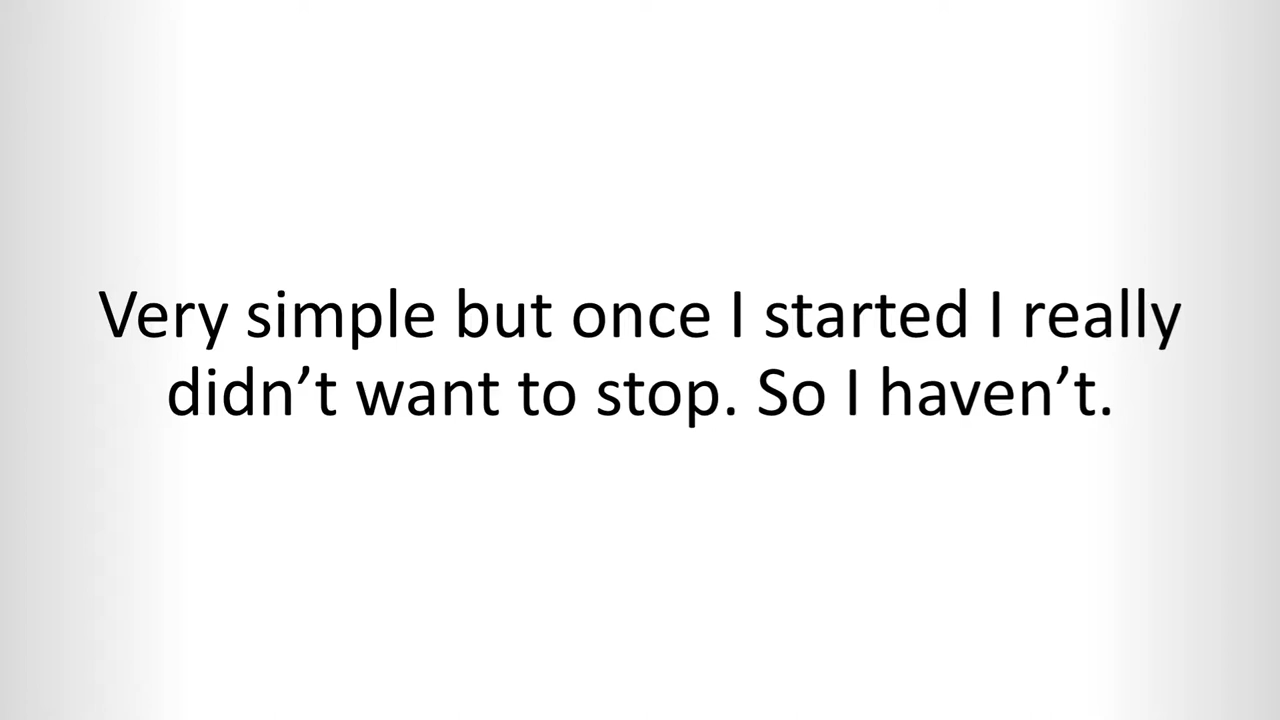 Very simple but once I started I really
didn’t want to stop. So I haven’t.